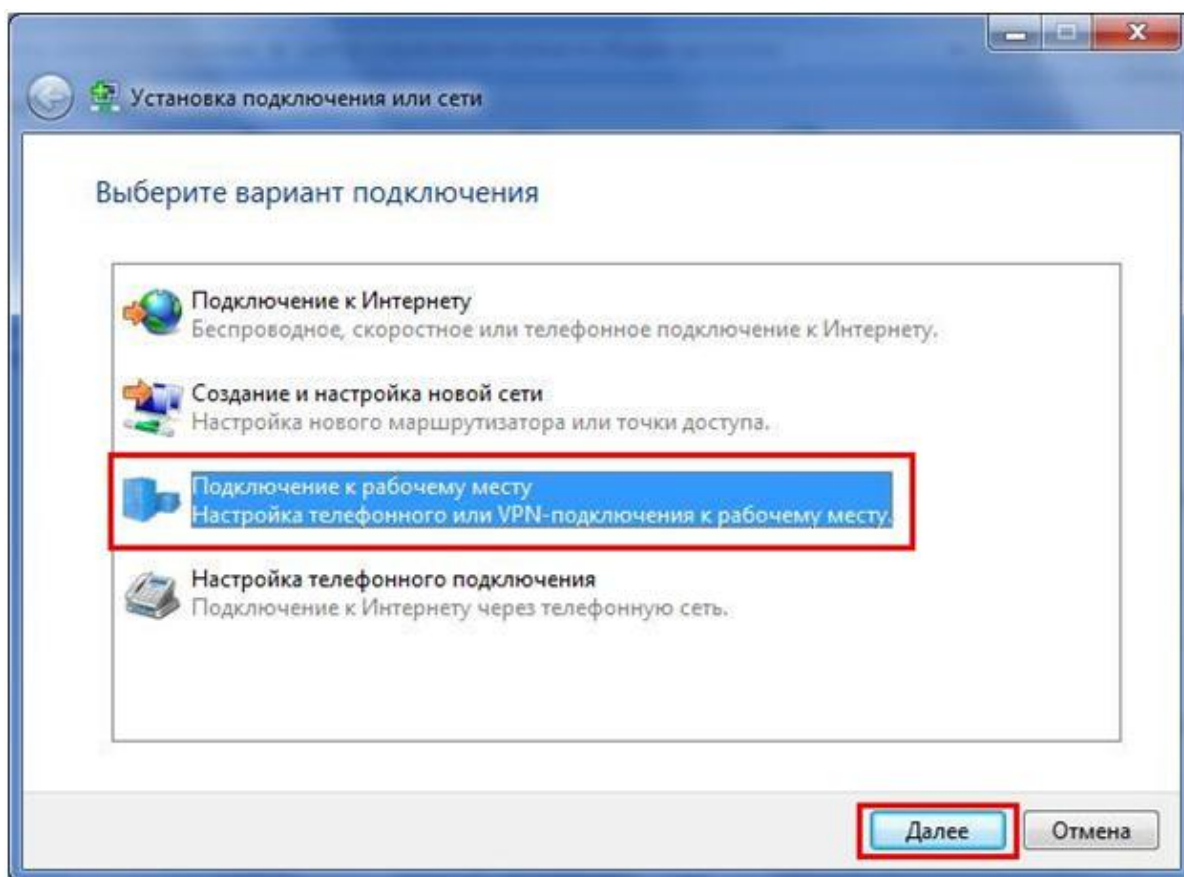 Установка подключения или сети
Выберите вариант подключения
Подключение к Интернету
Беспроводное, скоростное или телефонное подключение к Интернету.
Создание и настройка новой сети
Настройка нового маршрутизатора или точки доступа.
Подключение к рабочему месту
Настройка телефонного или VPN-подключения к рабочему месту.
Настройка телефонного подключения
Подключение к Интернету через телефонную сеть.
Далее
Отмена